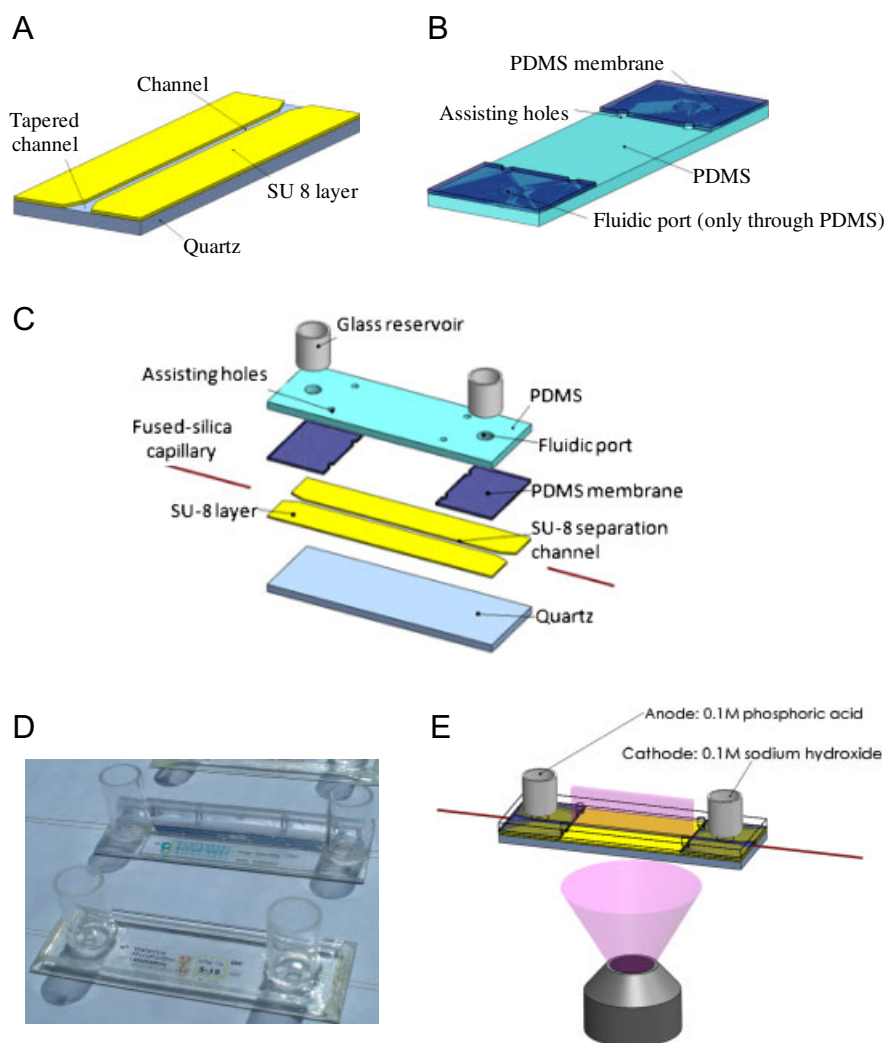 A
Channel
Tapered
channel
SU 8 layer
Quartz
B
PDMS membrane
Assisting holes
PDMS
Fluidic port (only through PDMS)
C
Glass reservoir
Assisting holes
PDMS
Fused-silica
capillary
Fluidic port
PDMS membrane
SU-8 layer
SU-8 separation
channel
Quartz
D
5-18
E
Anode: 0.1M phosphoric acid
Cathode: 0.1M sodium hydroxide